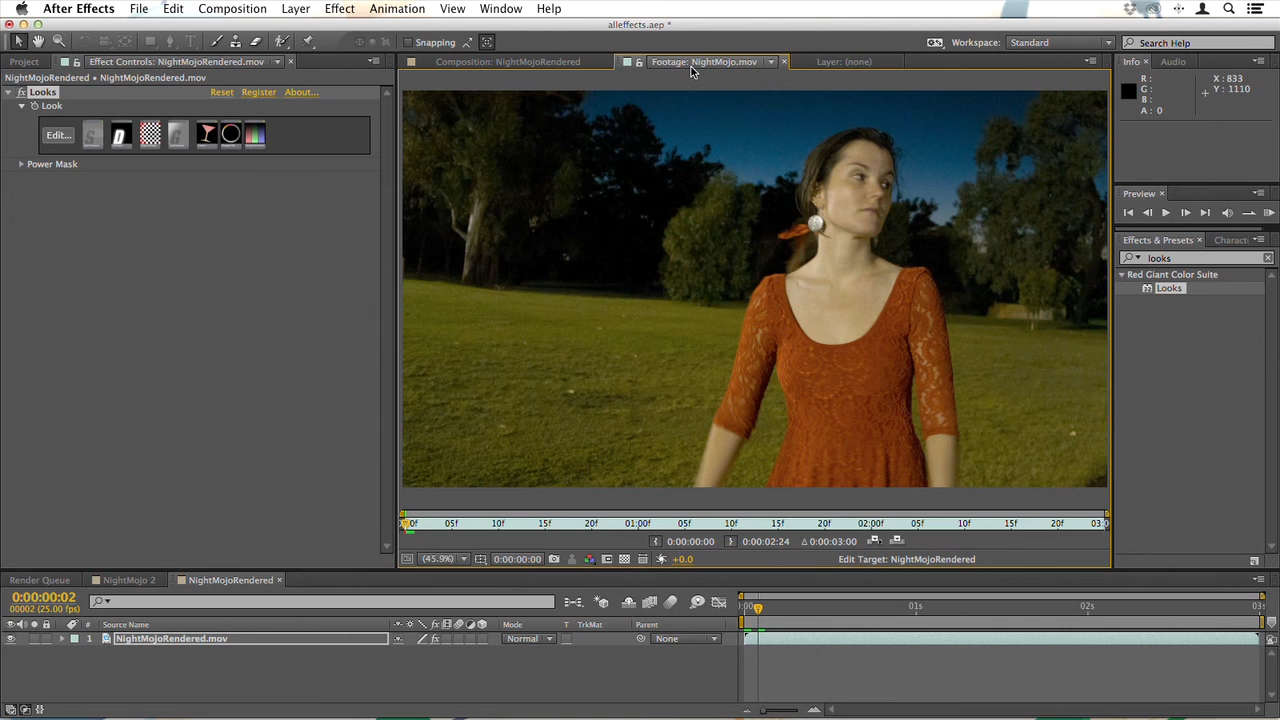 After Effects File Edit Composition Layer Effect Animation View Window Help
alleffects.aep *
Snapping
Workspace: Standard
Search Help
Project
Effect Controls: NightMojoRendered.mov
Composition: NightMojoRendered
Footage: NightMojo.mov
Layer: (none)
Info
Audio
NightMojoRendered • NightMojoRendered.mov
fx Looks
Reset Register About...
Look
Edit...
Power Mask
R :
G :
B :
A : 0
X : 833
Y : 1110
Preview
Effects & Presets
Charact
looks
Red Giant Color Suite
Looks
05f 10f 15f 20f 01:00f 05f 10f 15f 20f 02:00f 05f 10f 15f 20f
0:00:00:00 0:00:02:24 Δ 0:00:03:00
(45.9%) 0:00:00:00 +0.0 Edit Target: NightMojoRendered
Render Queue NightMojo 2 NightMojoRendered
0:00:00:02
00002 (25.00 fps)
:00 01s 02s 03s
# Source Name Mode T TrkMat Parent
1 NightMojoRendered.mov Normal None